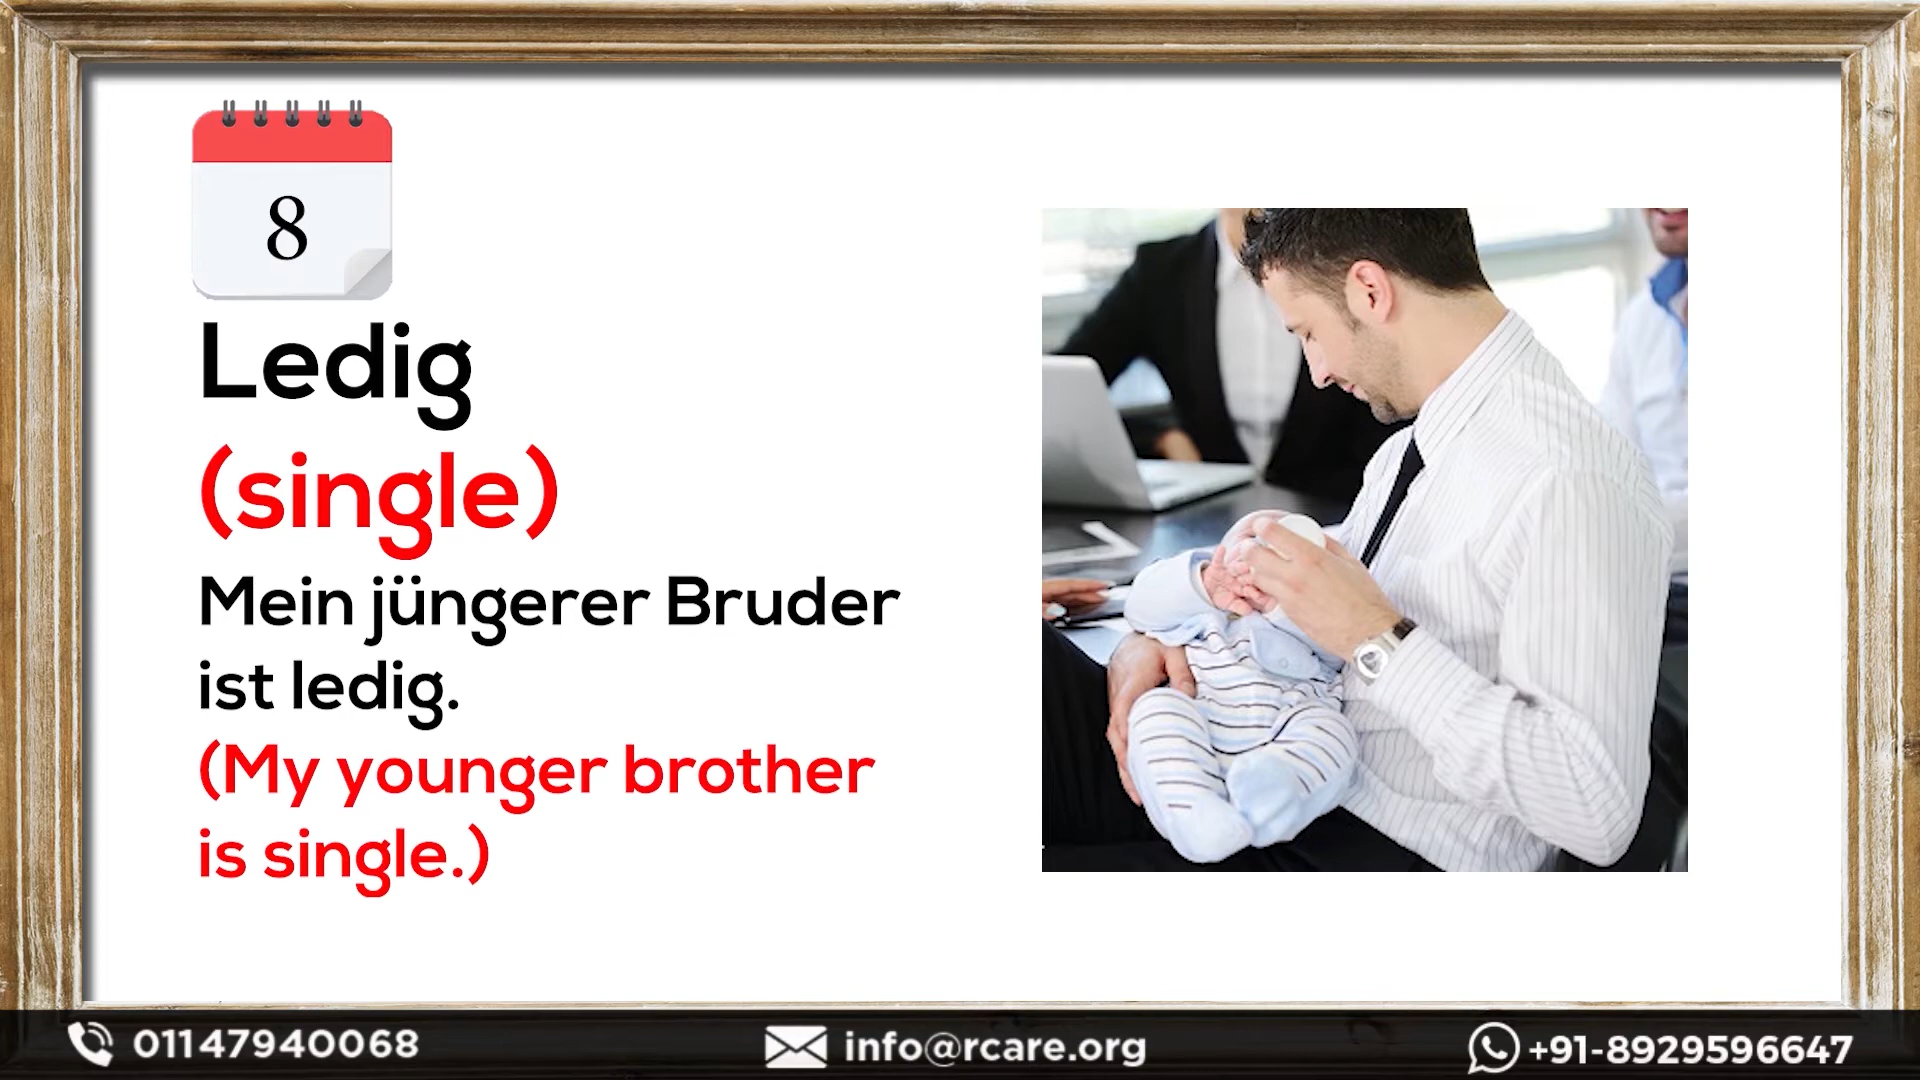 8
Ledig
(single)
Mein jüngerer Bruder
ist ledig.
(My younger brother
is single.)
01147940068
info@rcare.org
+91-8929596647